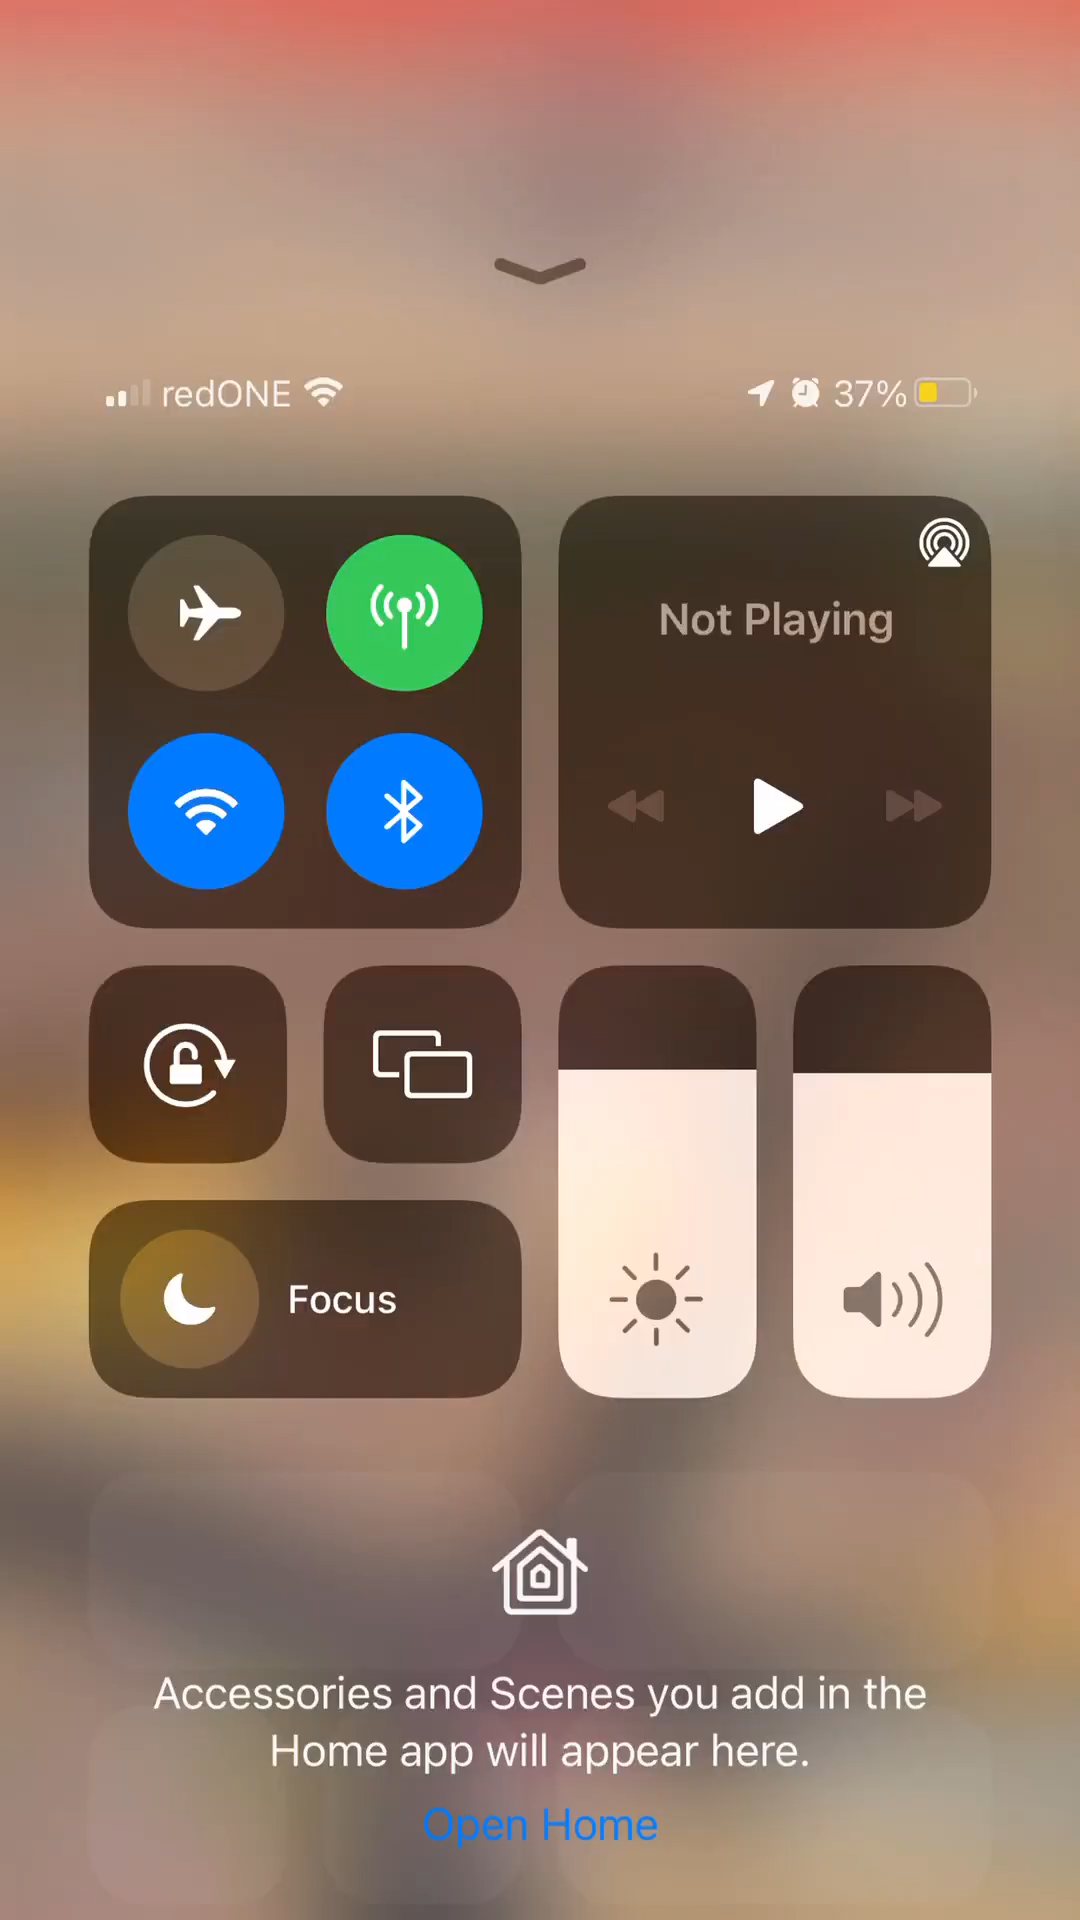 redONE 37%
Not Playing
Focus
Accessories and Scenes you add in the
Home app will appear here.
Open Home